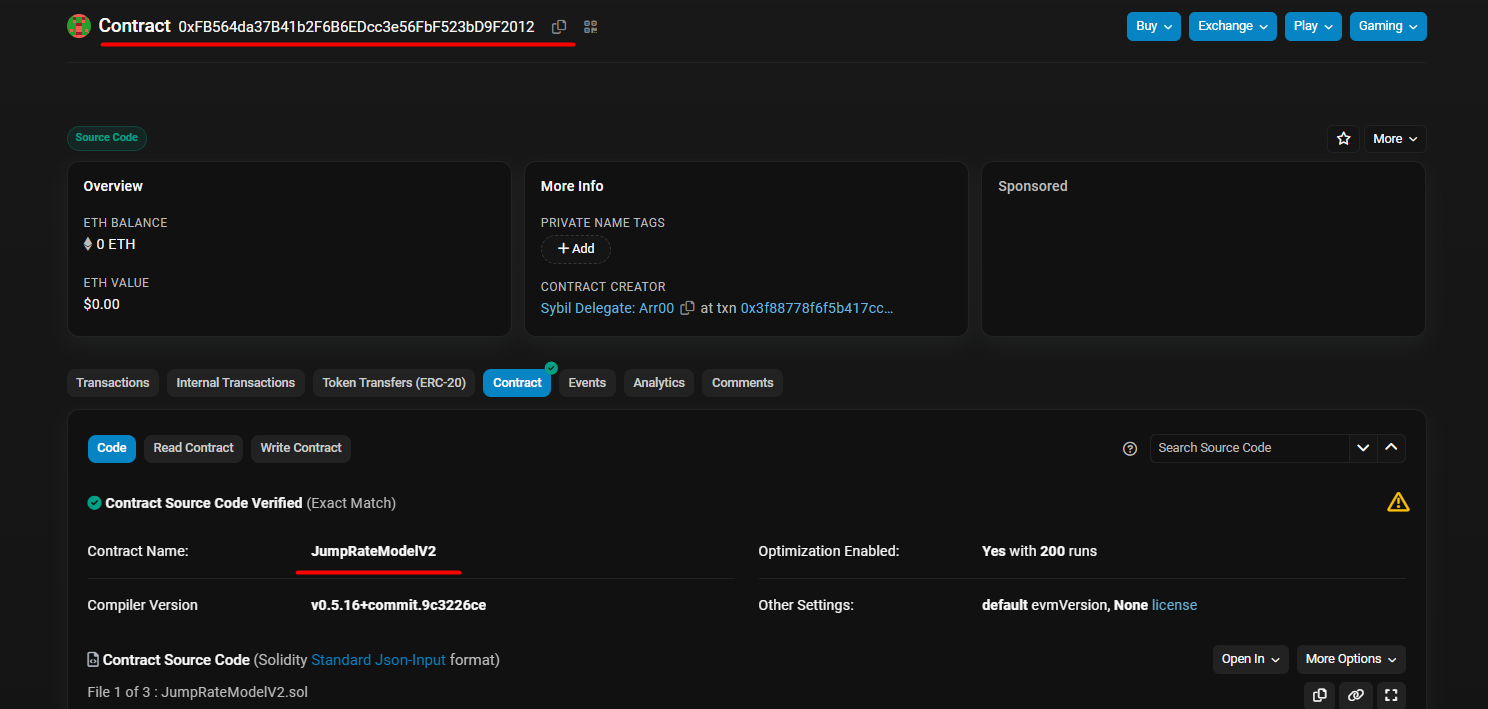 Contract 0xFB564da37B41b2F6B6EDcc3e56FbF523bD9F2012 Buy Exchange Play Gaming
Source Code More
Overview More Info Sponsored
ETH BALANCE PRIVATE NAME TAGS
0 ETH + Add
ETH VALUE CONTRACT CREATOR
$0.00 Sybil Delegate: Arr00 at txn 0x3f88778f6f5b417cc...
Transactions Internal Transactions Token Transfers (ERC-20) Contract Events Analytics Comments
Code Read Contract Write Contract Search Source Code
Contract Source Code Verified (Exact Match)
Contract Name: JumpRateModelV2 Optimization Enabled: Yes with 200 runs
Compiler Version v0.5.16+commit.9c3226ce Other Settings: default evmVersion, None license
Contract Source Code (Solidity Standard Json-Input format) Open In More Options
File 1 of 3 : JumpRateModelV2.sol